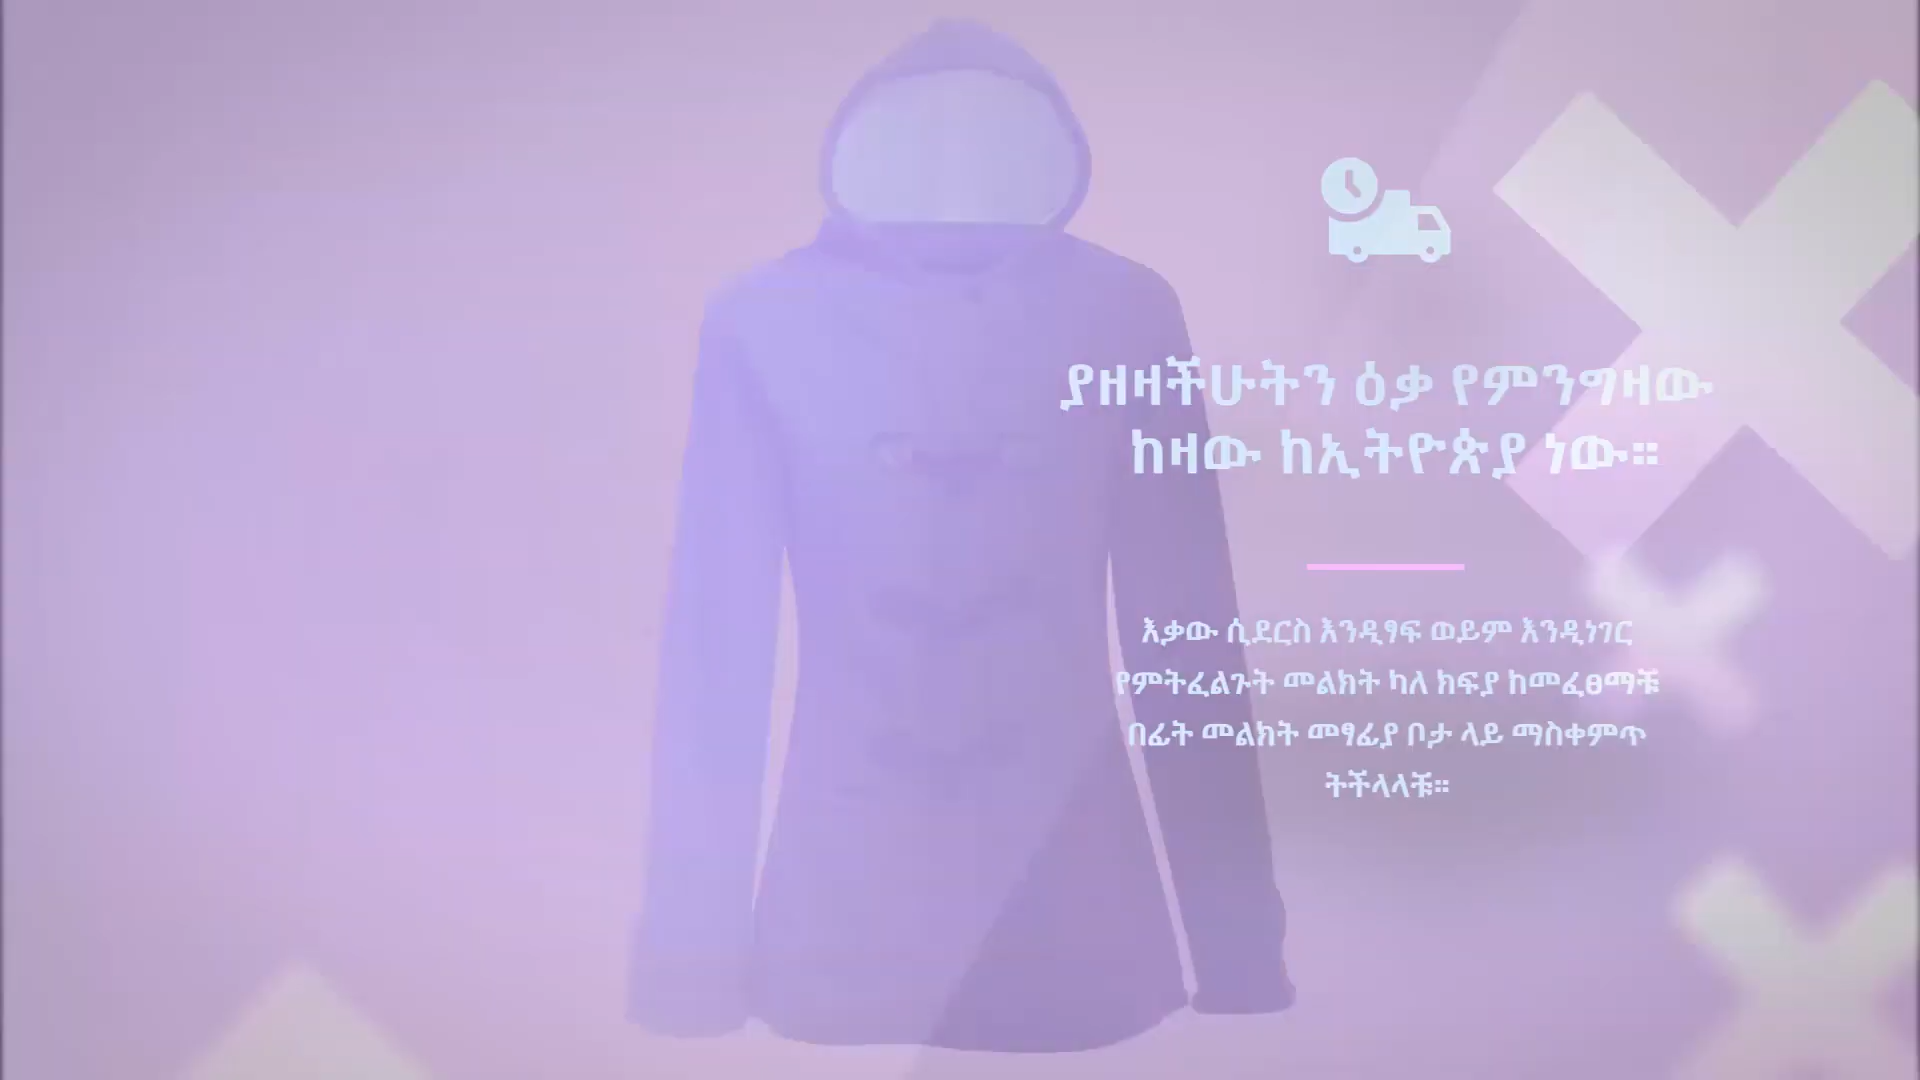 ያዘዛችሁትን ዕቃ የምንግዛው
ከዛው ከኢትዮጵያ ነው።
እቃው ሲደርስ እንዲፃፍ ወይም እንዲነገር
የምትፈልጉት መልክት ካለ ክፍያ ከመፈፀማቹ
በፊት መልክት መፃፊያ ቦታ ላይ ማስቀምጥ
ትችላላቹ።